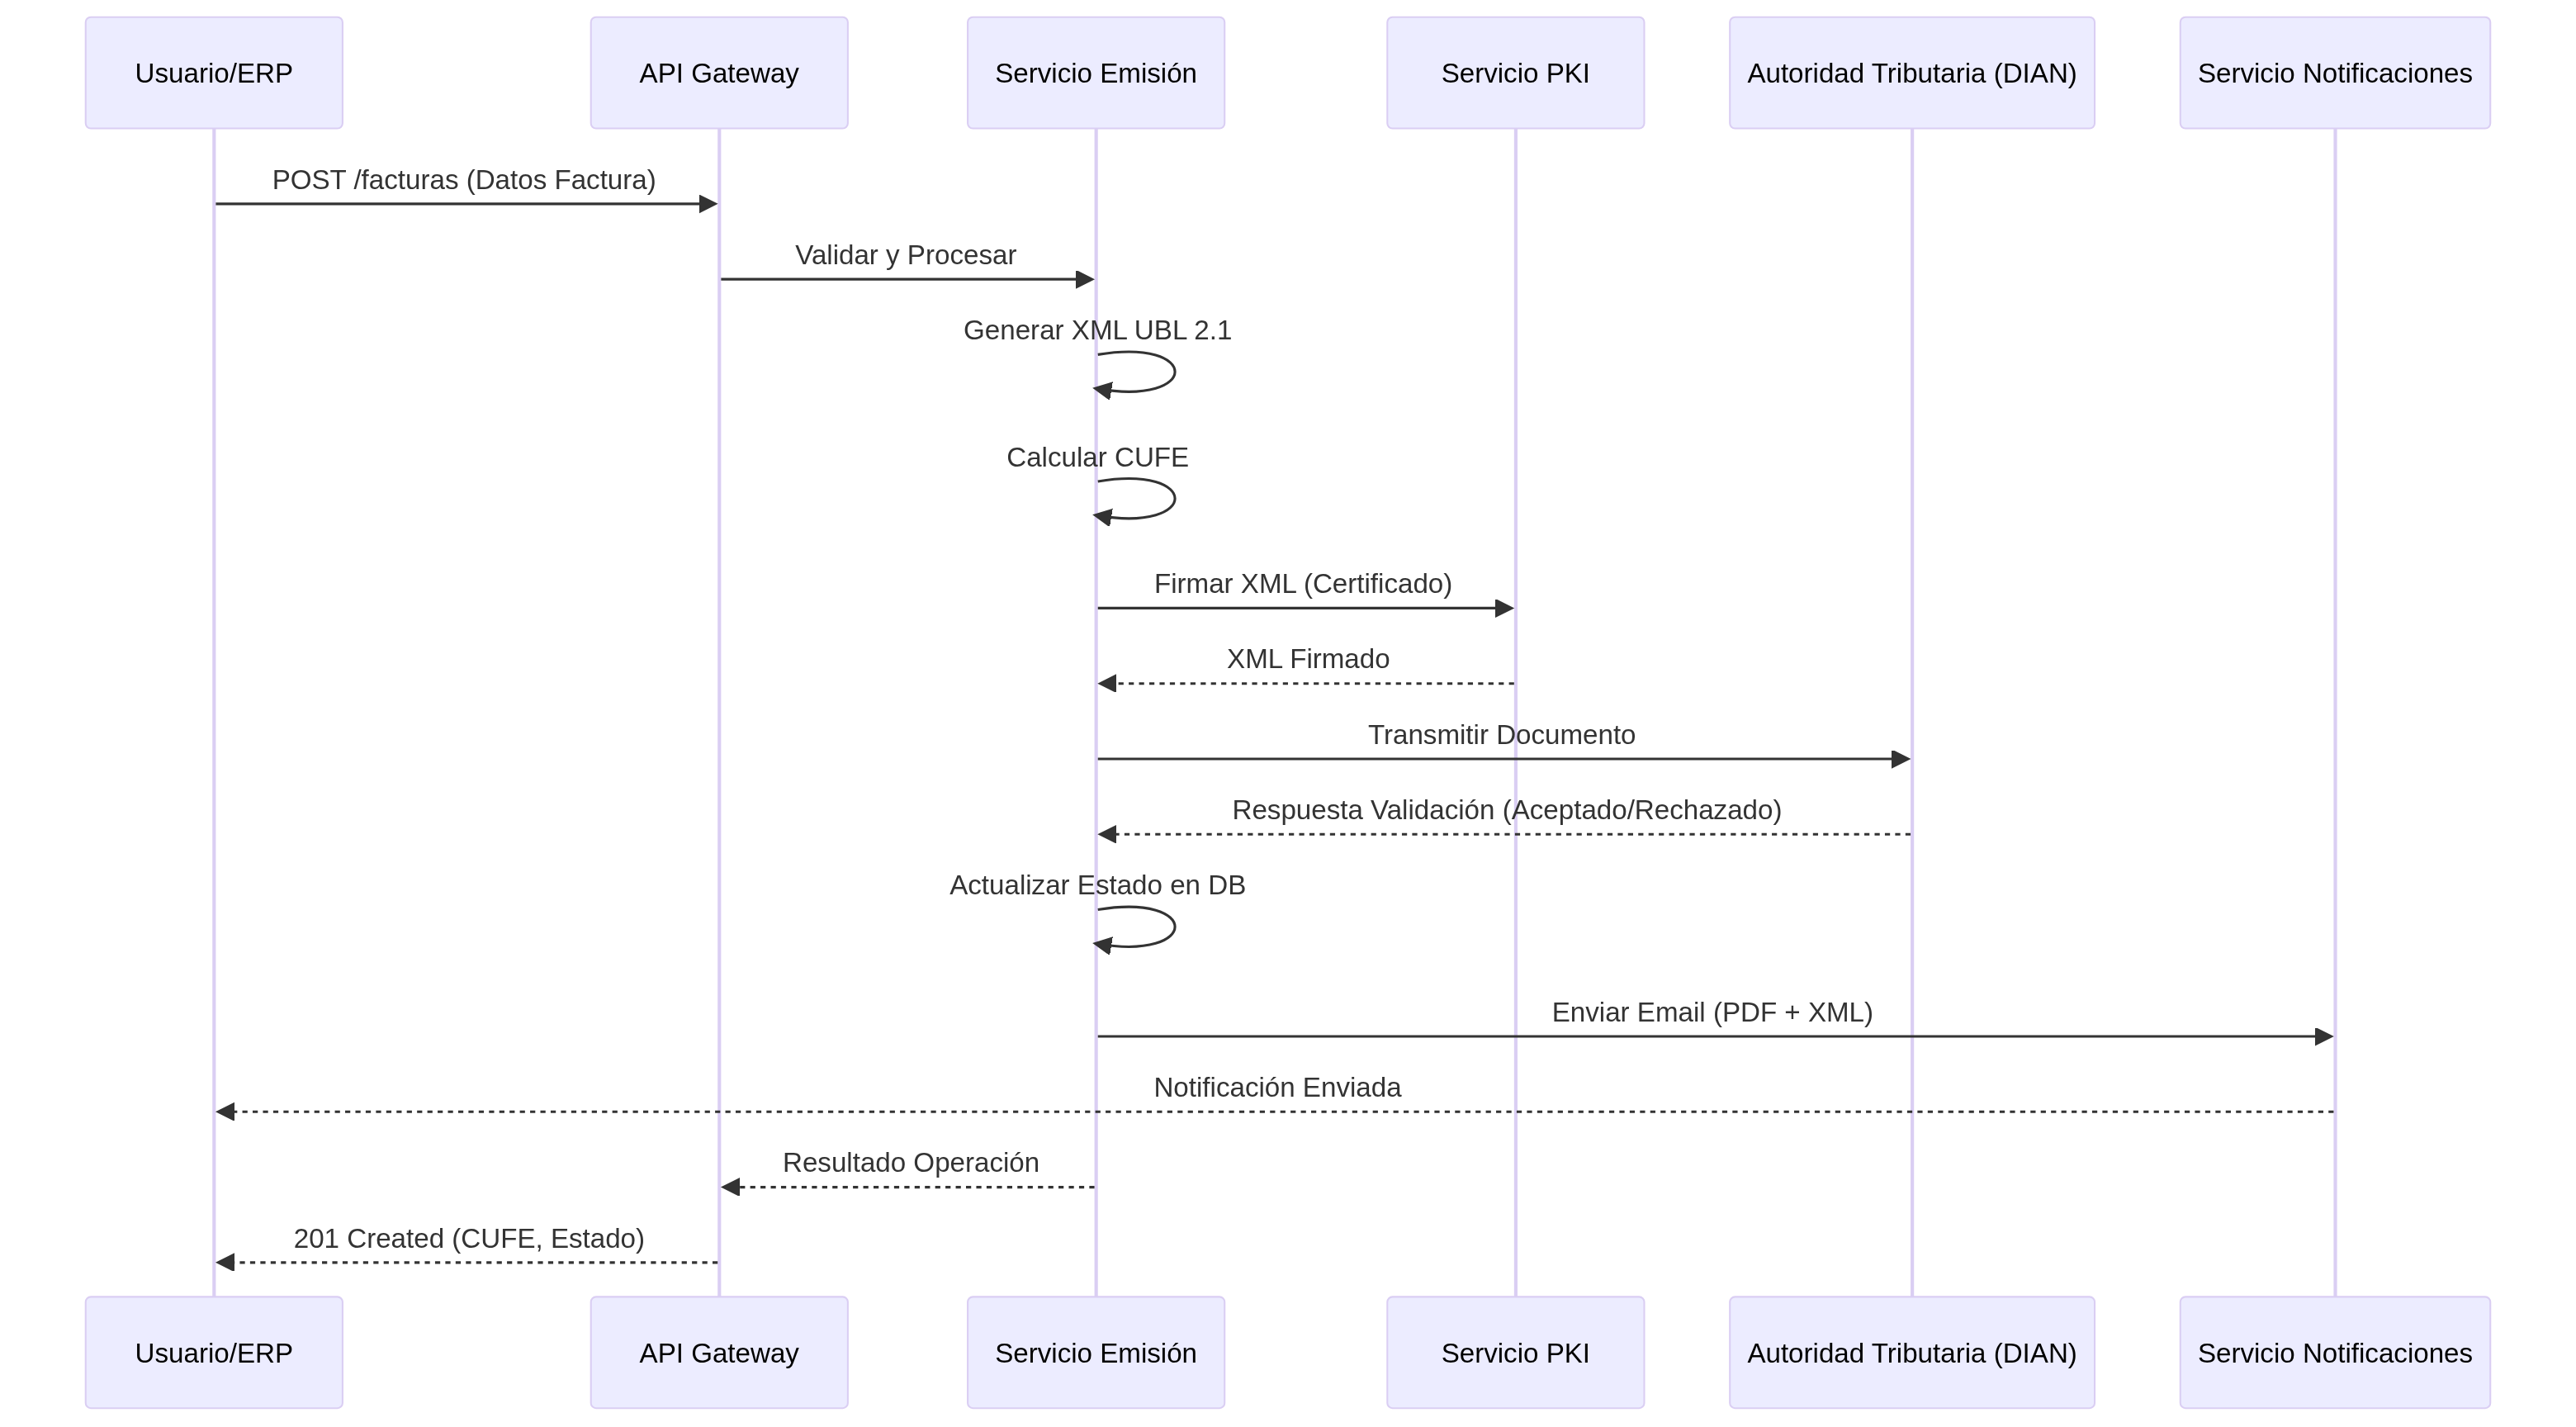 Usuario/ERP
API Gateway
Servicio Emisión
Servicio PKI
Autoridad Tributaria (DIAN)
Servicio Notificaciones
POST /facturas (Datos Factura)
Validar y Procesar
Generar XML UBL 2.1
Calcular CUFE
Firmar XML (Certificado)
XML Firmado
Transmitir Documento
Respuesta Validación (Aceptado/Rechazado)
Actualizar Estado en DB
Enviar Email (PDF + XML)
Notificación Enviada
Resultado Operación
201 Created (CUFE, Estado)
Usuario/ERP
API Gateway
Servicio Emisión
Servicio PKI
Autoridad Tributaria (DIAN)
Servicio Notificaciones